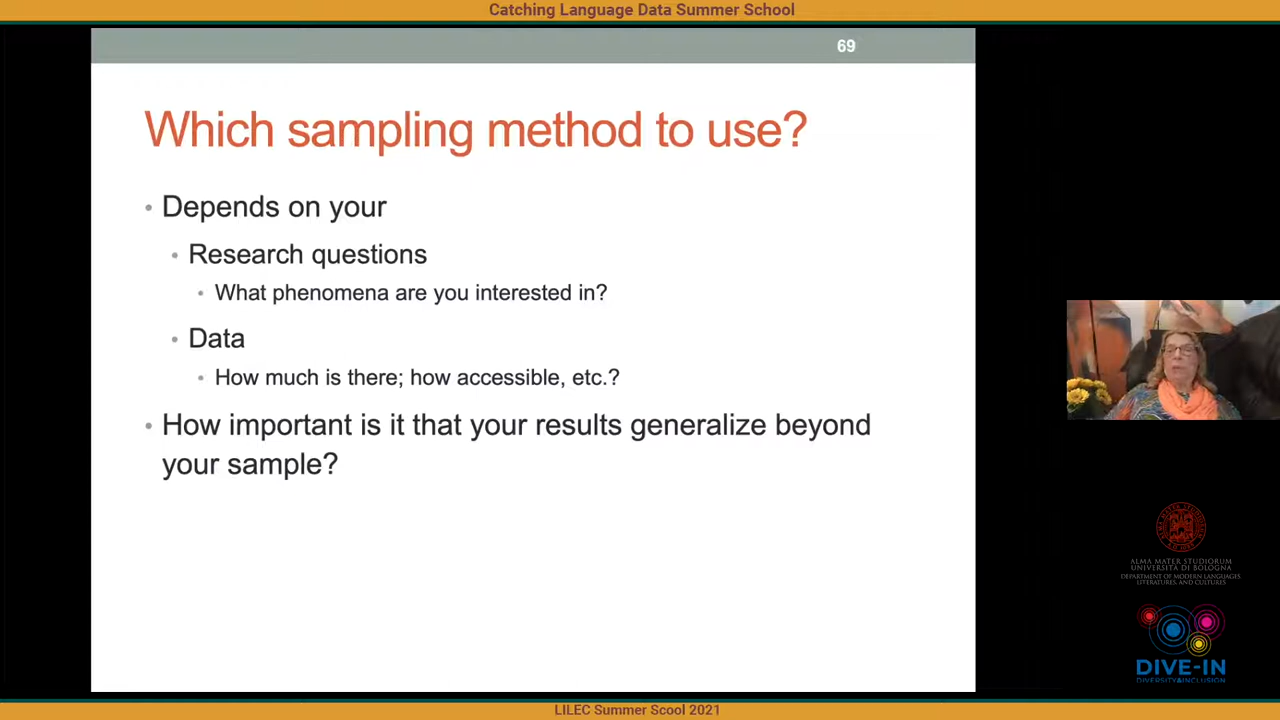 Catching Language Data Summer School
69
Which sampling method to use?
• Depends on your
• Research questions
• What phenomena are you interested in?
• Data
• How much is there; how accessible, etc.?
• How important is it that your results generalize beyond
your sample?
ALMA MATER STUDIORUM
UNIVERSITÀ DI BOLOGNA
DEPARTMENT OF MODERN LANGUAGES,
LITERATURES, AND CULTURES
DIVE-IN
DIVERSITY&INCLUSION
LILEC Summer Scool 2021